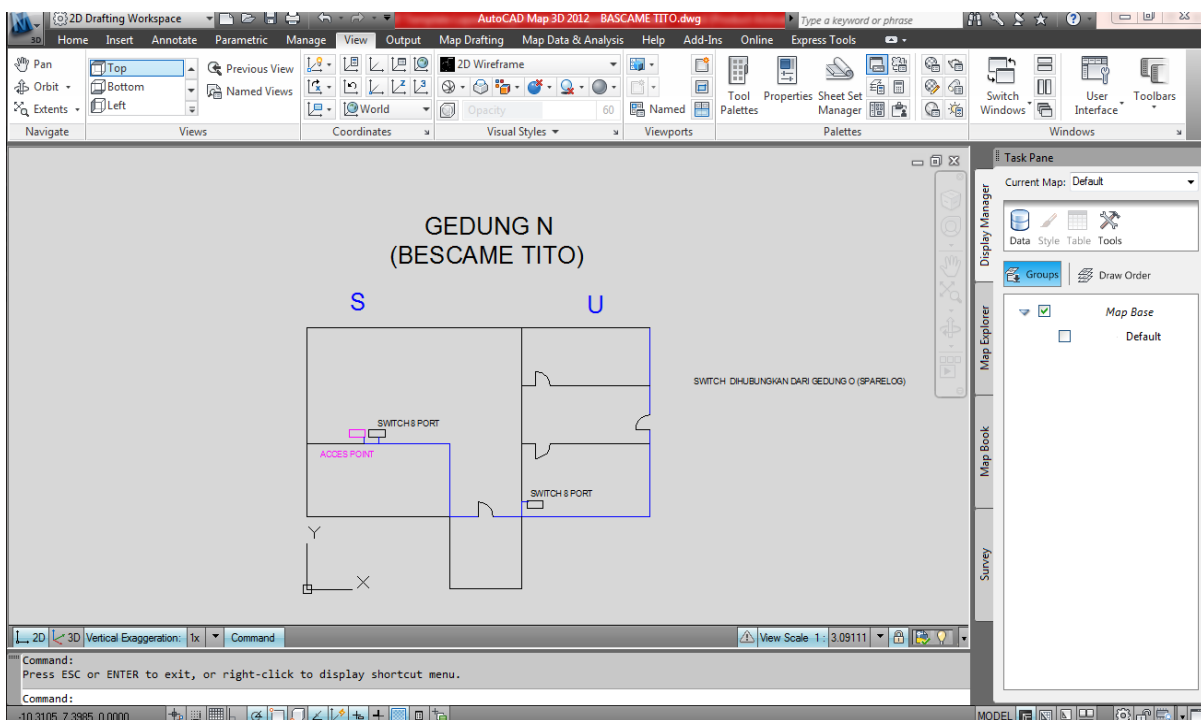 2D Drafting Workspace
AutoCAD Map 3D 2012 BASCAME TITO.dwg
Type a keyword or phrase
3D
Home Insert Annotate Parametric Manage View Output Map Drafting Map Data & Analysis Help Add-Ins Online Express Tools
Pan
Orbit
Extents
Top
Bottom
Left
Previous View
Named Views
World
2D Wireframe
Opacity 60
Named
Tool Palettes
Properties
Sheet Set Manager
Switch Windows
User Interface
Toolbars
Navigate Views Coordinates Visual Styles Viewports Palettes Windows
GEDUNG N
(BESCAME TITO)
S U
SWITCH DIHUBUNGKAN DARI GEDUNG O (SPARELOG)
SWITCH 8 PORT
ACCES POINT
SWITCH 8 PORT
Y
X
Task Pane
Current Map: Default
Data Style Table Tools
Groups Draw Order
Map Base
Default
Display Manager
Map Explorer
Map Book
Survey
2D 3D Vertical Exaggeration: 1x Command
View Scale 1 : 3.09111
Command:
Press ESC or ENTER to exit, or right-click to display shortcut menu.
Command:
-10.3105, 7.3985, 0.0000
MODEL